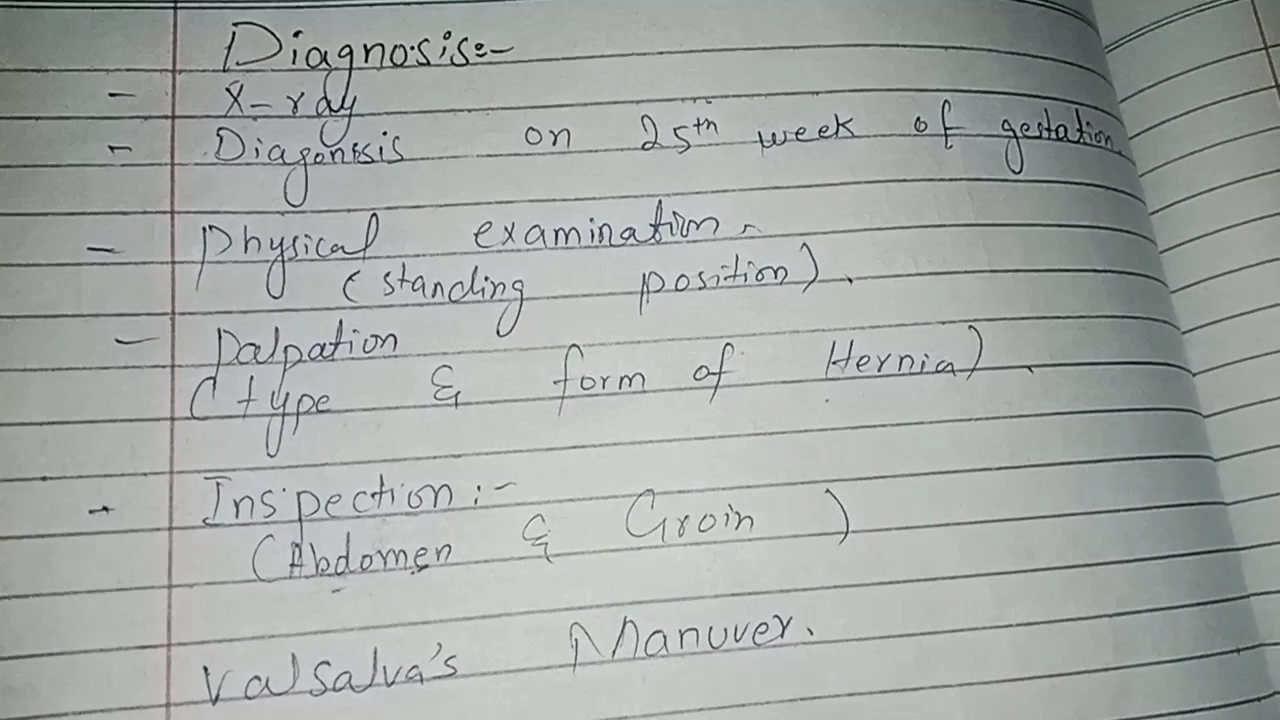 Diagnosis:-
- X-ray
- Diagonsis on 25th week of gestation
- Physical examination.
(standing position).
- Palpation
(type & form of Hernia).
- Inspection:-
(Abdomen & Groin)
Valsalva's Manuver.